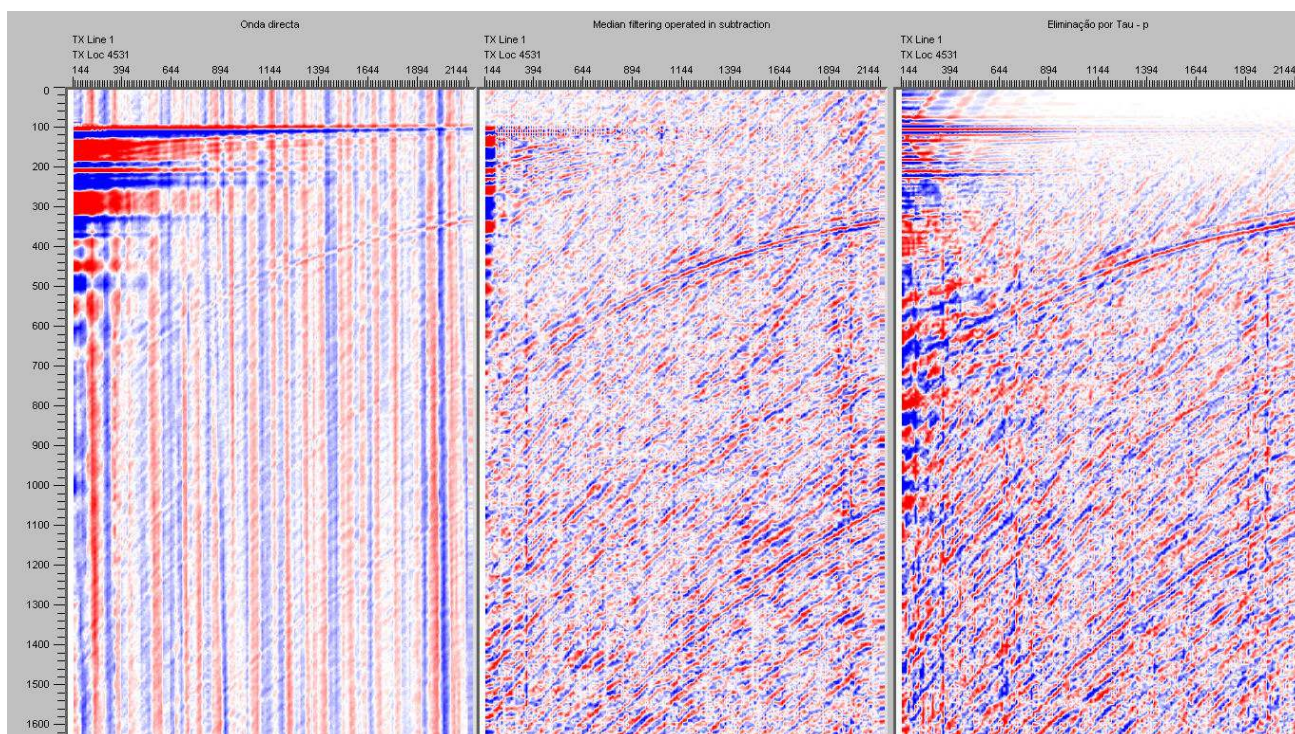 Onda directa
TX Line 1
TX Loc 4531
144 394 644 894 1144 1394 1644 1894 2144
Median filtering operated in subtraction
TX Line 1
TX Loc 4531
144 394 644 894 1144 1394 1644 1894 2144
Eliminação por Tau - p
TX Line 1
TX Loc 4531
144 394 644 894 1144 1394 1644 1894 2144
0
100
200
300
400
500
600
700
800
900
1000
1100
1200
1300
1400
1500
1600